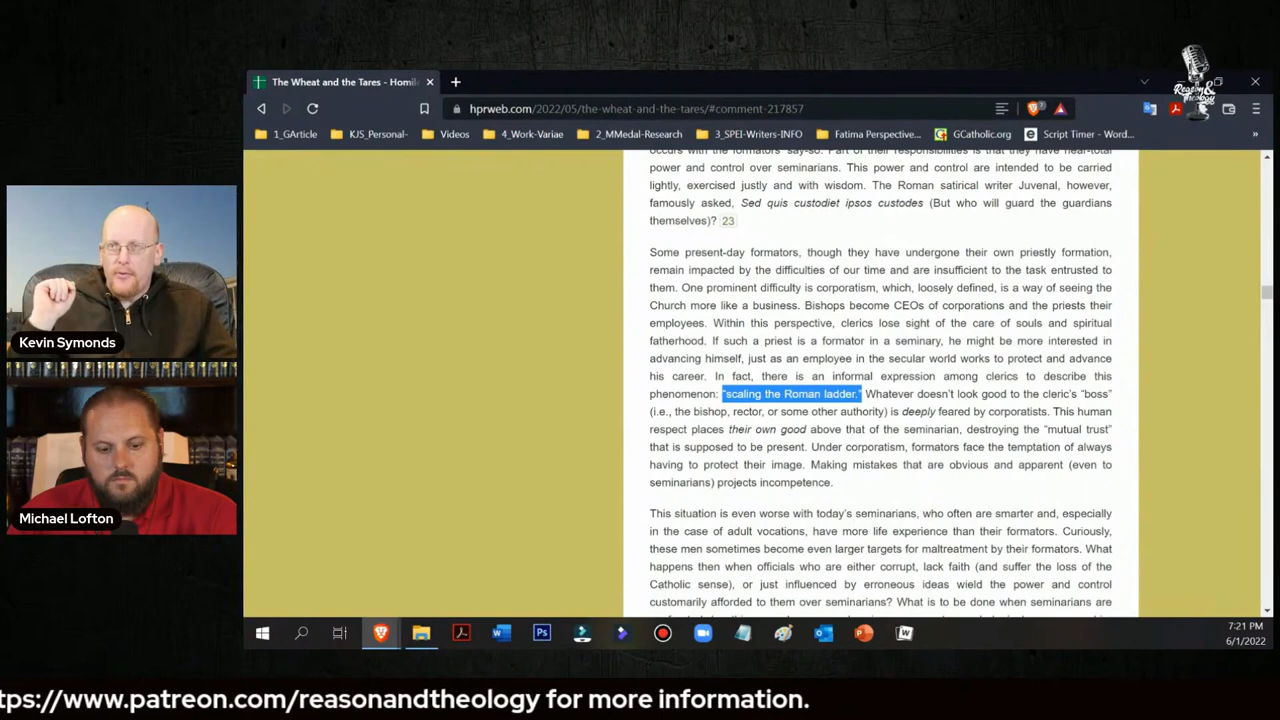 The Wheat and the Tares - Homil
hprweb.com/2022/05/the-wheat-and-the-tares/#comment-217857
Reason & Theology
1_GArticle
KJS_Personal-
Videos
4_Work-Variae
2_MMedal-Research
3_SPEI-Writers-INFO
Fatima Perspective...
GCatholic.org
Script Timer - Word...
»
occurs with the formators' say-so. Part of their responsibilities is that they have near-total
power and control over seminarians. This power and control are intended to be carried
lightly, exercised justly and with wisdom. The Roman satirical writer Juvenal, however,
famously asked, Sed quis custodiet ipsos custodes (But who will guard the guardians
themselves)? 23
Some present-day formators, though they have undergone their own priestly formation,
remain impacted by the difficulties of our time and are insufficient to the task entrusted to
them. One prominent difficulty is corporatism, which, loosely defined, is a way of seeing the
Church more like a business. Bishops become CEOs of corporations and the priests their
employees. Within this perspective, clerics lose sight of the care of souls and spiritual
fatherhood. If such a priest is a formator in a seminary, he might be more interested in
advancing himself, just as an employee in the secular world works to protect and advance
his career. In fact, there is an informal expression among clerics to describe this
phenomenon: “scaling the Roman ladder.” Whatever doesn’t look good to the cleric’s “boss”
(i.e., the bishop, rector, or some other authority) is deeply feared by corporatists. This human
respect places their own good above that of the seminarian, destroying the “mutual trust”
that is supposed to be present. Under corporatism, formators face the temptation of always
having to protect their image. Making mistakes that are obvious and apparent (even to
seminarians) projects incompetence.
This situation is even worse with today’s seminarians, who often are smarter and, especially
in the case of adult vocations, have more life experience than their formators. Curiously,
these men sometimes become even larger targets for maltreatment by their formators. What
happens then when officials who are either corrupt, lack faith (and suffer the loss of the
Catholic sense), or just influenced by erroneous ideas wield the power and control
customarily afforded to them over seminarians? What is to be done when seminarians are
Kevin Symonds
Michael Lofton
7:21 PM
6/1/2022
tps://www.patreon.com/reasonandtheology for more information.